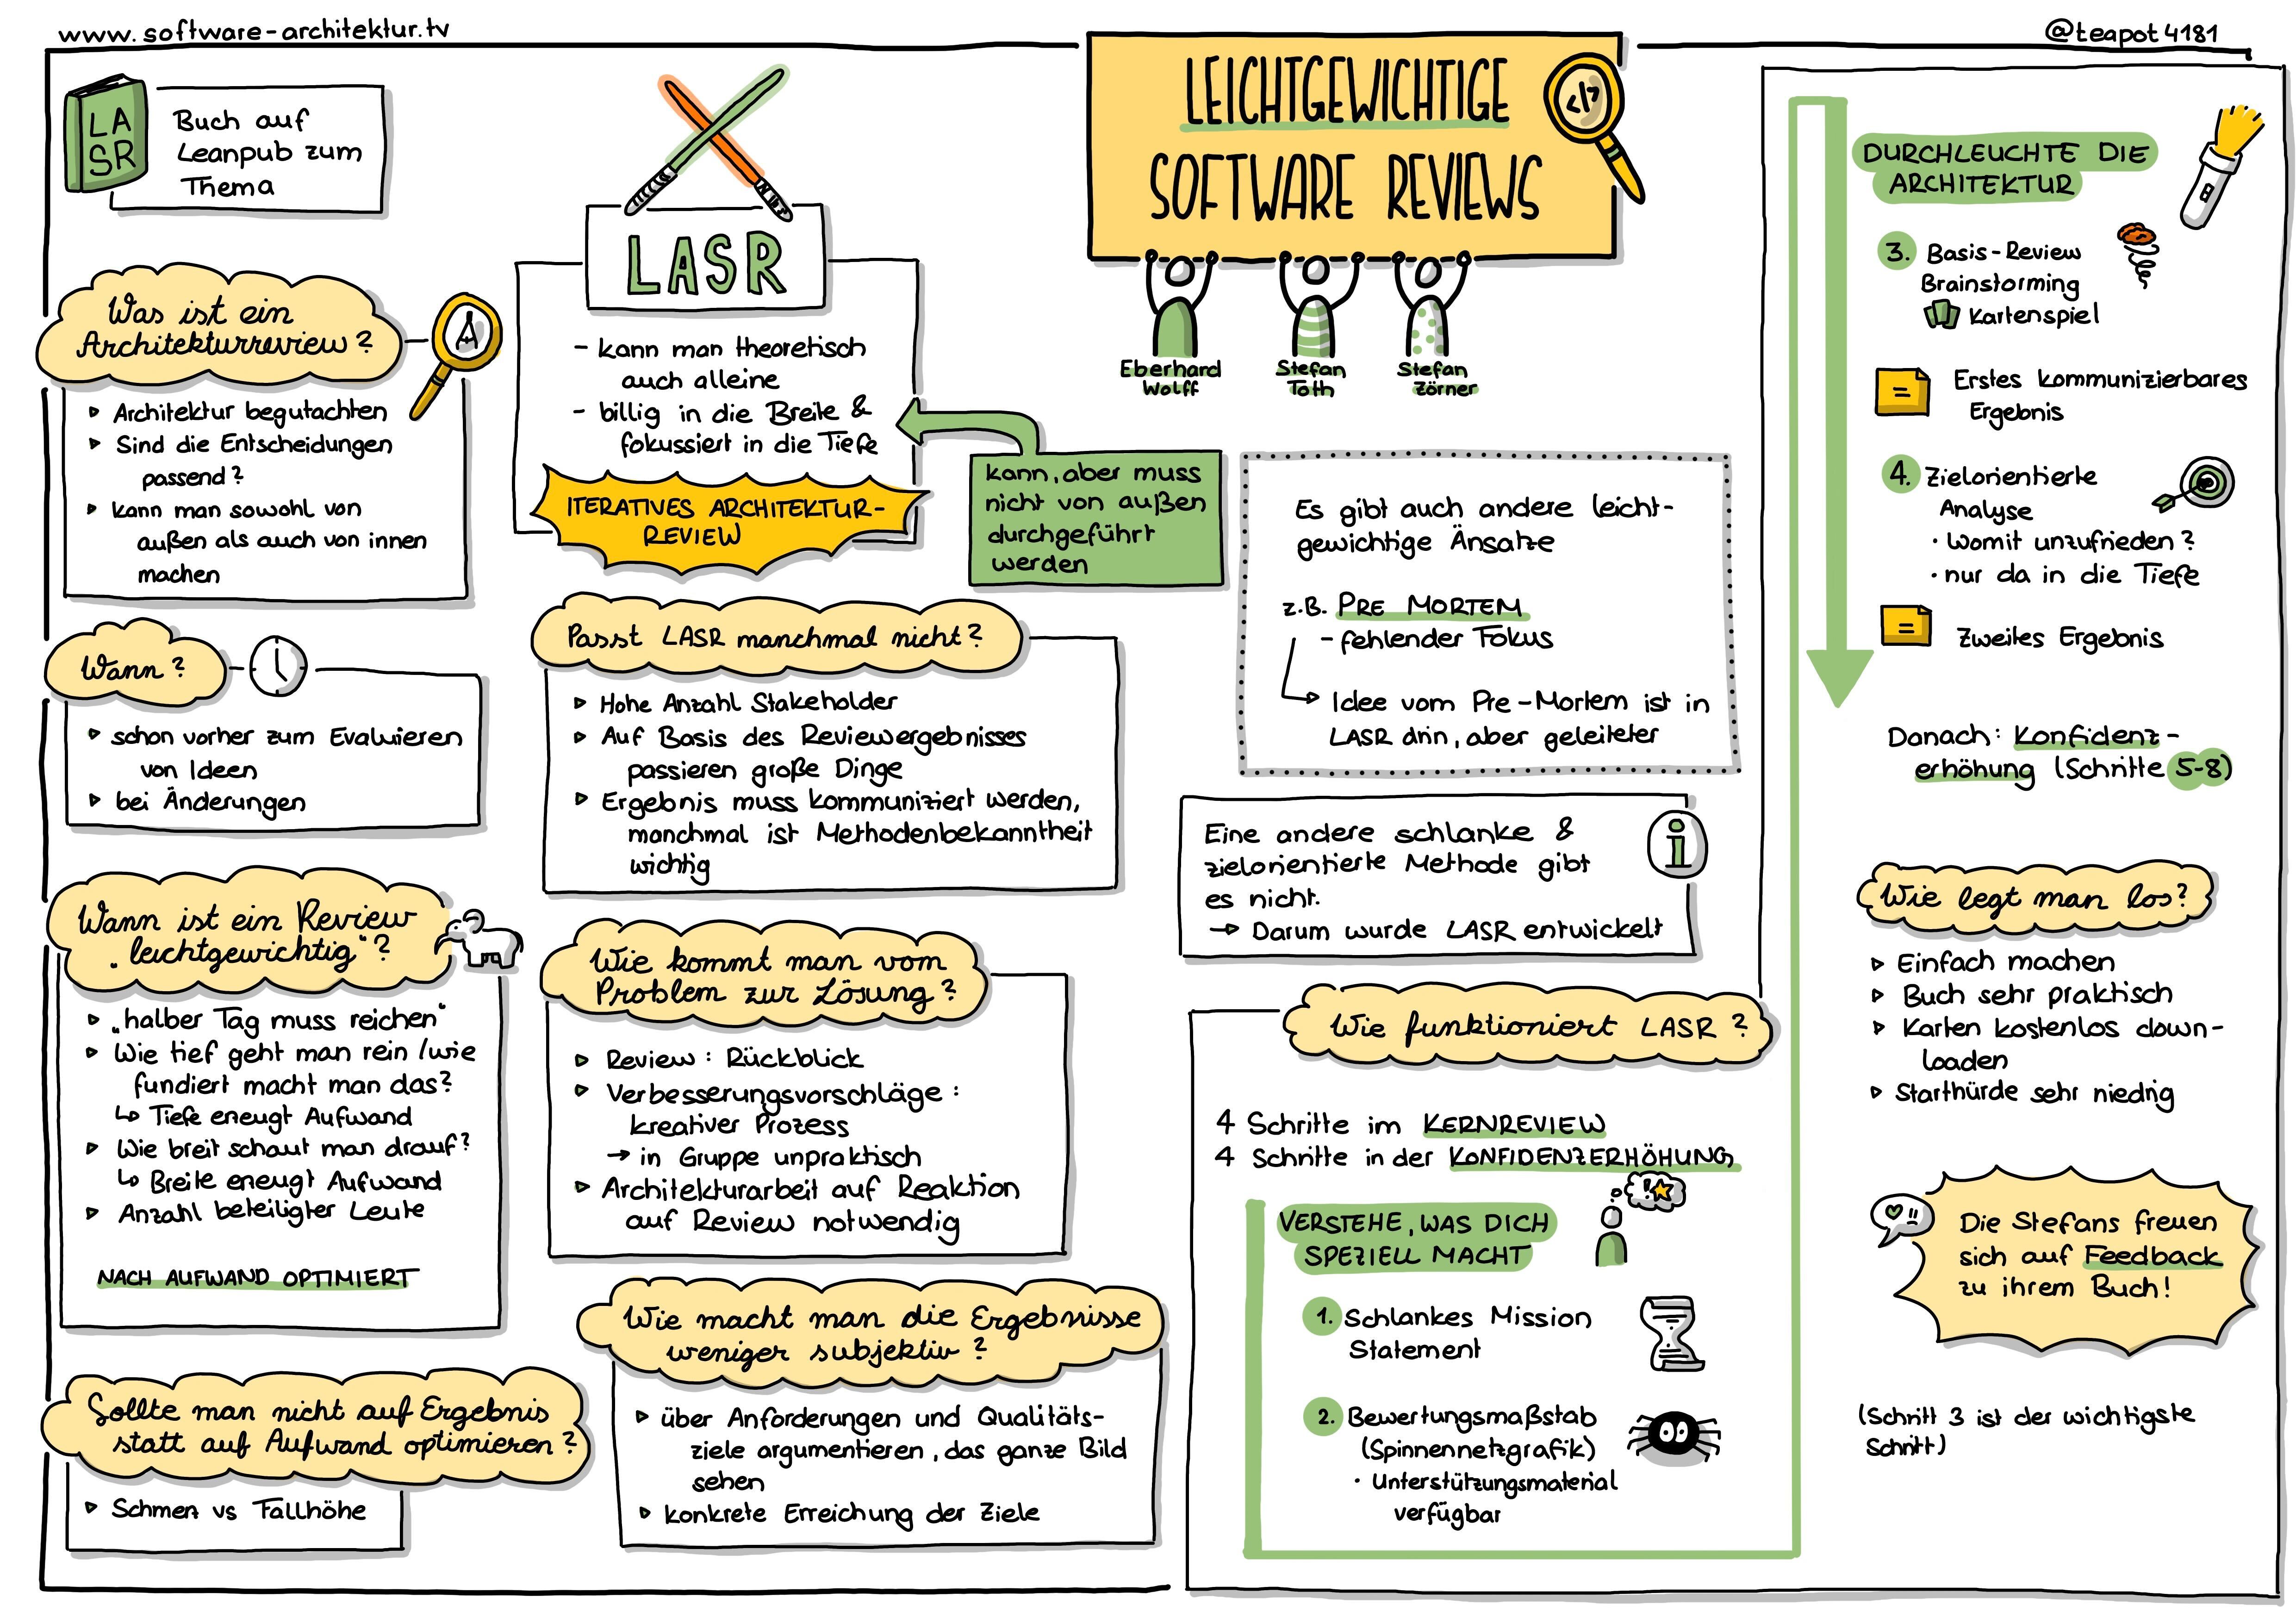 www.software-architektur.tv
@teapot4181
LEICHTGEWICHTIGE
SOFTWARE REVIEWS
</>
Eberhard
Wolff
Stefan
Toth
Stefan
Zörner
LA
SR
Buch auf
Leanpub zum
Thema
Was ist ein
Architekturreview?
▹ Architektur begutachten
▹ Sind die Entscheidungen
passend?
▹ kann man sowohl von
außen als auch von innen
machen
Wann?
▹ schon vorher zum Evaluieren
von Ideen
▹ bei Änderungen
Wann ist ein Review
„leichtgewichtig“?
▹ „halber Tag muss reichen“
▹ Wie tief geht man rein / wie
fundiert macht man das?
↳ Tiefe erzeugt Aufwand
▹ Wie breit schaut man drauf?
↳ Breite erzeugt Aufwand
▹ Anzahl beteiligter Leute
NACH AUFWAND OPTIMIERT
Sollte man nicht auf Ergebnis
statt auf Aufwand optimieren?
▹ Schmerz vs Fallhöhe
LASR
- kann man theoretisch
auch alleine
- billig in die Breite &
fokussiert in die Tiefe
ITERATIVES ARCHITEKTUR-
REVIEW
kann, aber muss
nicht von außen
durchgeführt
werden
Passt LASR manchmal nicht?
▹ Hohe Anzahl Stakeholder
▹ Auf Basis des Reviewergebnisses
passieren große Dinge
▹ Ergebnis muss kommuniziert werden,
manchmal ist Methodenbekanntheit
wichtig
Wie kommt man vom
Problem zur Lösung?
▹ Review: Rückblick
▹ Verbesserungsvorschläge:
kreativer Prozess
→ in Gruppe unpraktisch
▹ Architekturarbeit auf Reaktion
auf Review notwendig
Wie macht man die Ergebnisse
weniger subjektiv?
▹ über Anforderungen und Qualitäts-
ziele argumentieren, das ganze Bild
sehen
▹ konkrete Erreichung der Ziele
Es gibt auch andere leicht-
gewichtige Änsatze
z.B. PRE MORTEM
- fehlender Fokus
Idee vom Pre-Mortem ist in
LASR drin, aber geleiteter
Eine andere schlanke &
zielorientierte Methode gibt
es nicht.
→ Darum wurde LASR entwickelt
i
Wie funktioniert LASR?
4 Schritte im KERNREVIEW
4 Schritte in der KONFIDENZERHÖHUNG
VERSTEHE, WAS DICH
SPEZIELL MACHT
!
1. Schlankes Mission
Statement
2. Bewertungsmaßstab
(Spinnennetzgrafik)
• Unterstützungsmaterial
verfügbar
DURCHLEUCHTE DIE
ARCHITEKTUR
3. Basis-Review
Brainstorming
Kartenspiel
Erstes kommunizierbares
Ergebnis
4. Zielorientierte
Analyse
• Womit unzufrieden?
• nur da in die Tiefe
Zweites Ergebnis
Danach: Konfidenz-
erhöhung (Schritte 5-8)
Wie legt man los?
▹ Einfach machen
▹ Buch sehr praktisch
▹ Karten kostenlos down-
loaden
▹ Starthürde sehr niedrig
Die Stefans freuen
sich auf Feedback
zu ihrem Buch!
(Schritt 3 ist der wichtigste
Schritt)